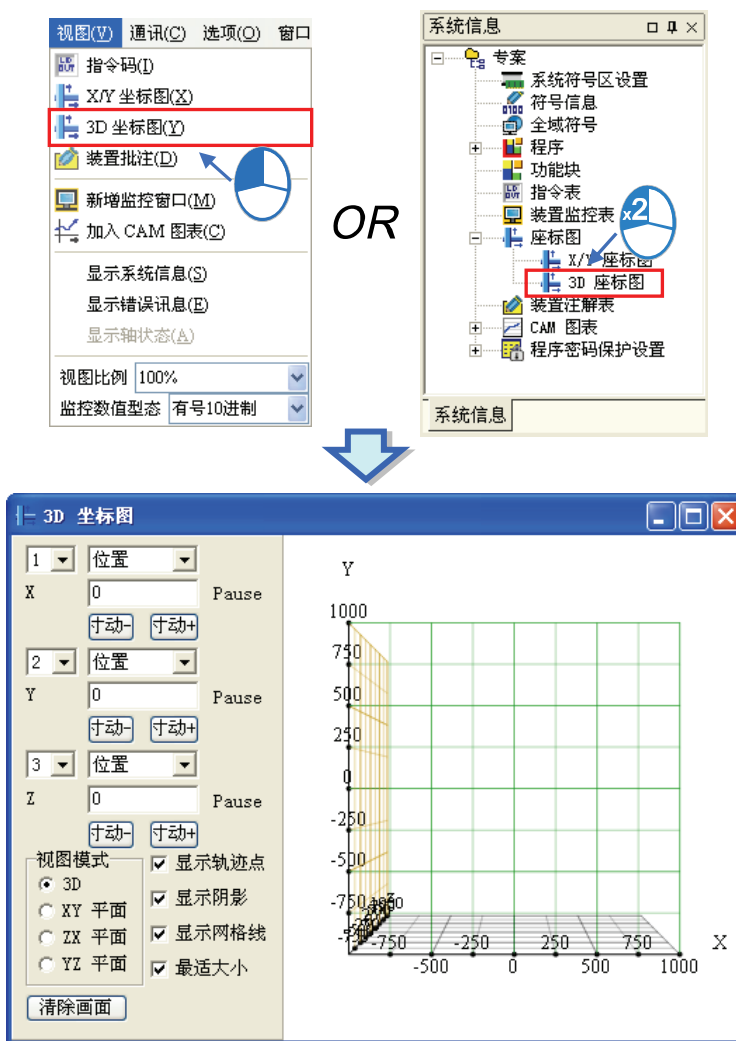 视图(V) 通讯(C) 选项(O) 窗口
指令码(I)
X/Y 坐标图(X)
3D 坐标图(Y)
装置批注(D)
新增监控窗口(M)
加入 CAM 图表(C)
显示系统信息(S)
显示错误讯息(E)
显示轴状态(A)
视图比例 100%
监控数值型态 有号10进制
OR
系统信息
专案
系统符号区设置
符号信息
全域符号
程序
功能块
指令表
装置监控表
x2
座标图
X/Y 座标图
3D 座标图
装置注解表
CAM 图表
程序密码保护设置
系统信息
3D 坐标图
1 位置
X 0 Pause
寸动- 寸动+
2 位置
Y 0 Pause
寸动- 寸动+
3 位置
Z 0 Pause
寸动- 寸动+
视图模式
3D
XY 平面
ZX 平面
YZ 平面
显示轨迹点
显示阴影
显示网格线
最适大小
清除画面
Y
1000
750
500
250
0
-250
-500
-750
-750 -250 250 750 X
-500 0 500 1000